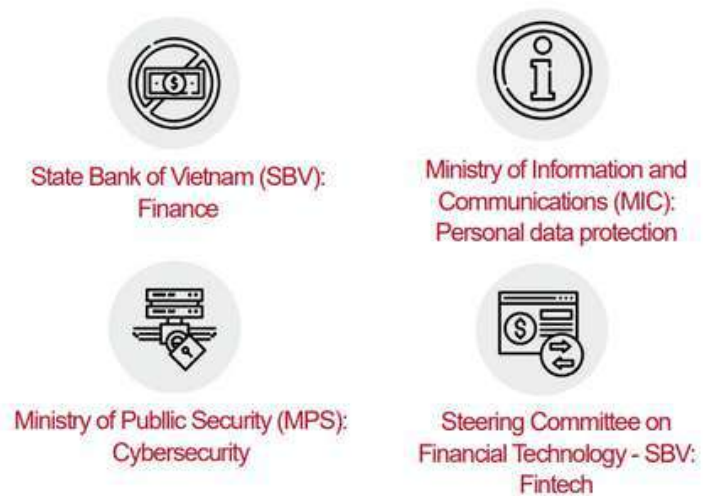 State Bank of Vietnam (SBV):
Finance
Ministry of Information and
Communications (MIC):
Personal data protection
Ministry of Publlic Security (MPS):
Cybersecurity
Steering Committee on
Financial Technology - SBV:
Fintech